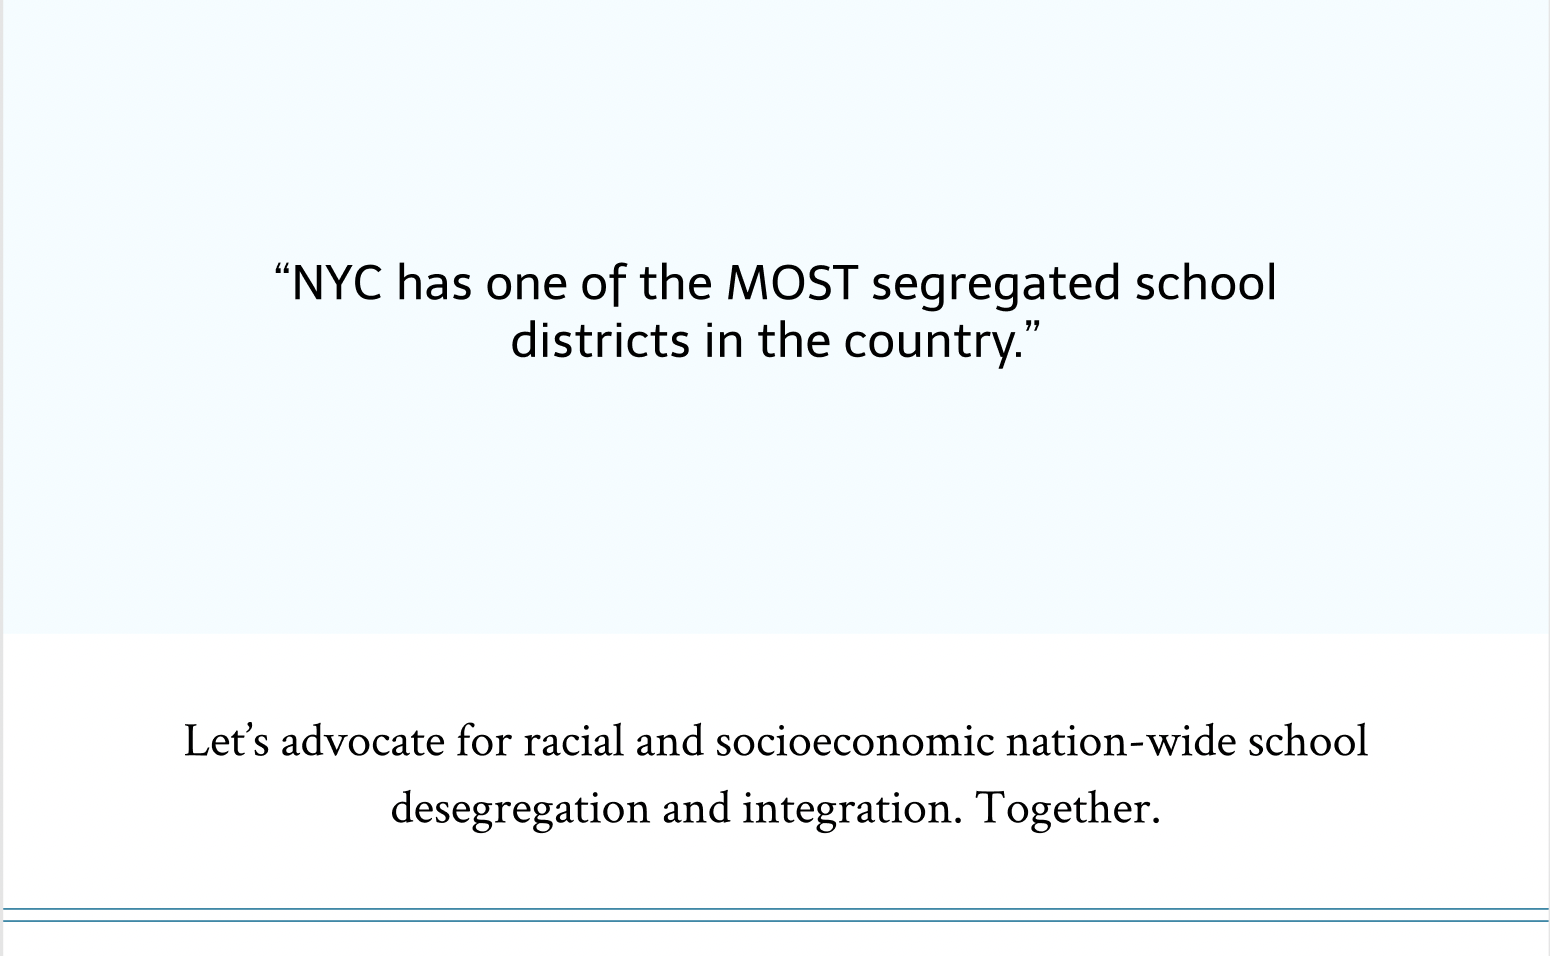 “NYC has one of the MOST segregated school
districts in the country.”
Let’s advocate for racial and socioeconomic nation-wide school
desegregation and integration. Together.